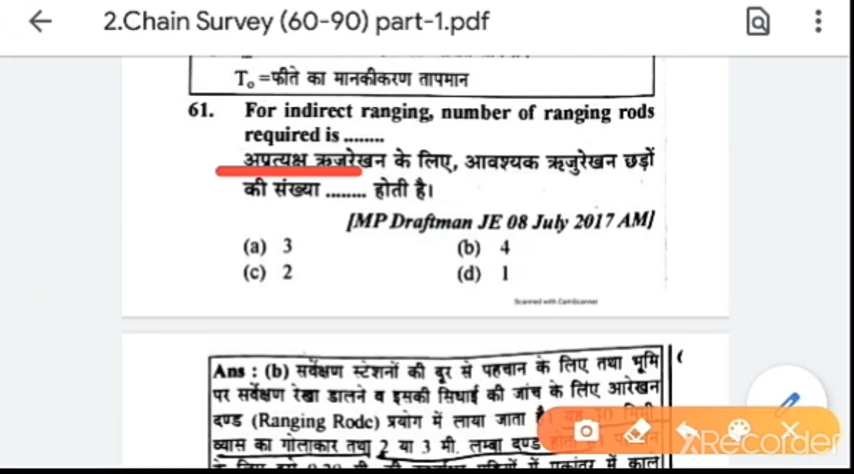 2.Chain Survey (60-90) part-1.pdf
T₀ =फीते का मानकीकरण तापमान
61. For indirect ranging, number of ranging rods
required is ........
अप्रत्यक्ष ऋजुरेखन के लिए, आवश्यक ऋजुरेखन छड़ों
की संख्या ........ होती है।
[MP Draftman JE 08 July 2017 AM]
(a) 3 (b) 4
(c) 2 (d) 1
Scanned with CamScanner
Ans : (b) सर्वेक्षण स्टेशनों की दूर से पहचान के लिए तथा भूमि
पर सर्वेक्षण रेखा डालने व इसकी सिधाई की जांच के लिए आरेखन
दण्ड (Ranging Rode) प्रयोग में लाया जाता
व्यास का गोलाकार तथा 2 या 3 मी. लम्बा दण्ड
XRecorder